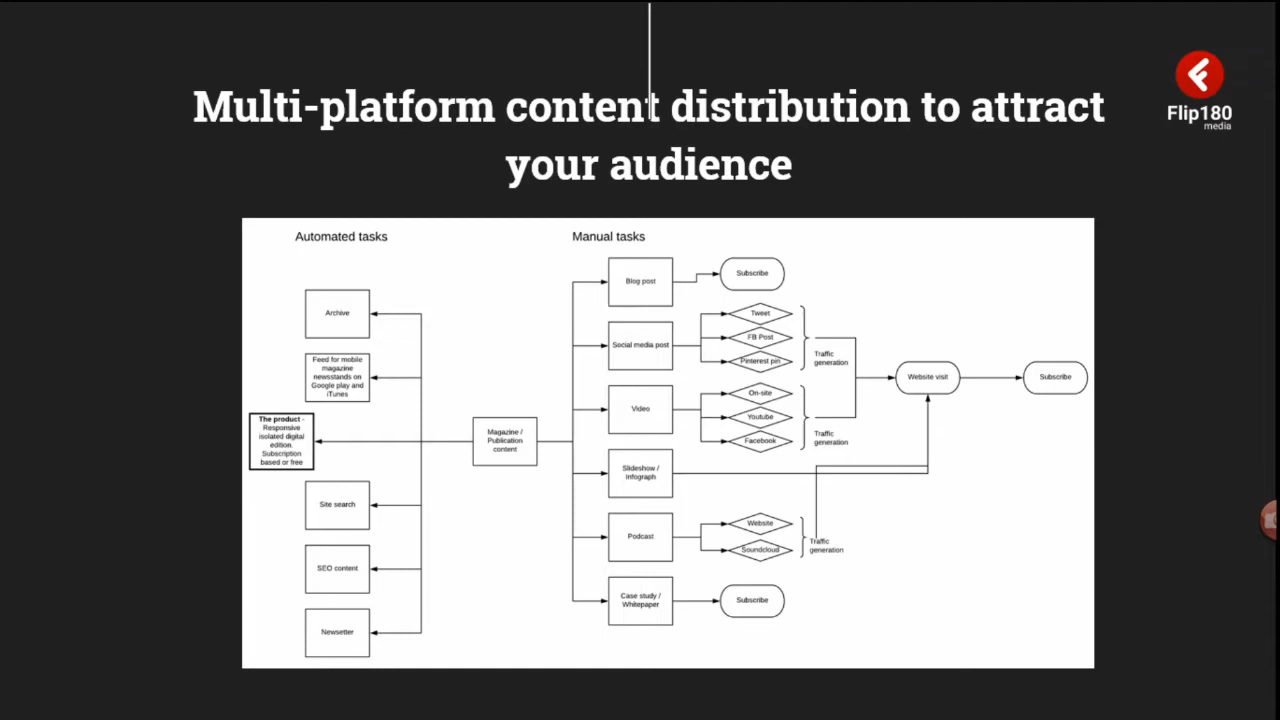 Multi-platform content distribution to attract
your audience
Flip180
media
Automated tasks
Manual tasks
Archive
Feed for mobile
magazine
newsstands on
Google play and
iTunes
The product -
Responsive
isolated digital
edition.
Subscription
based or free
Site search
SEO content
Newsetter
Magazine /
Publication
content
Blog post
Subscribe
Social media post
Tweet
FB Post
Pinterest pin
Traffic
generation
Video
On-site
Youtube
Facebook
Traffic
generation
Website visit
Subscribe
Slideshow /
Infograph
Podcast
Website
Soundcloud
Traffic
generation
Case study /
Whitepaper
Subscribe